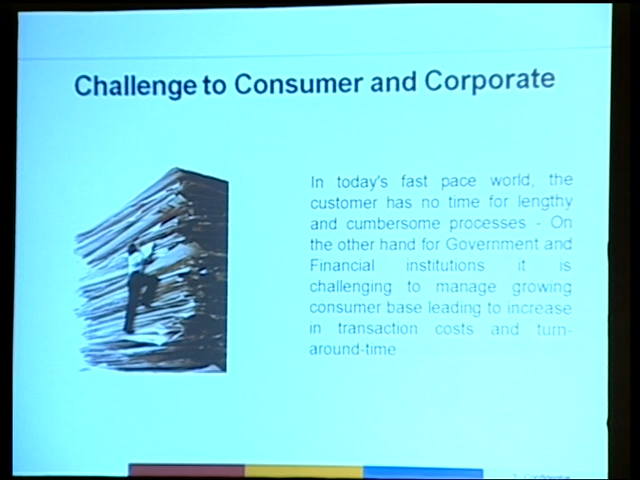 Challenge to Consumer and Corporate
In today's fast pace world, the
customer has no time for lengthy
and cumbersome processes - On
the other hand for Government and
Financial institutions it is
challenging to manage growing
consumer base leading to increase
in transaction costs and turn-
around-time